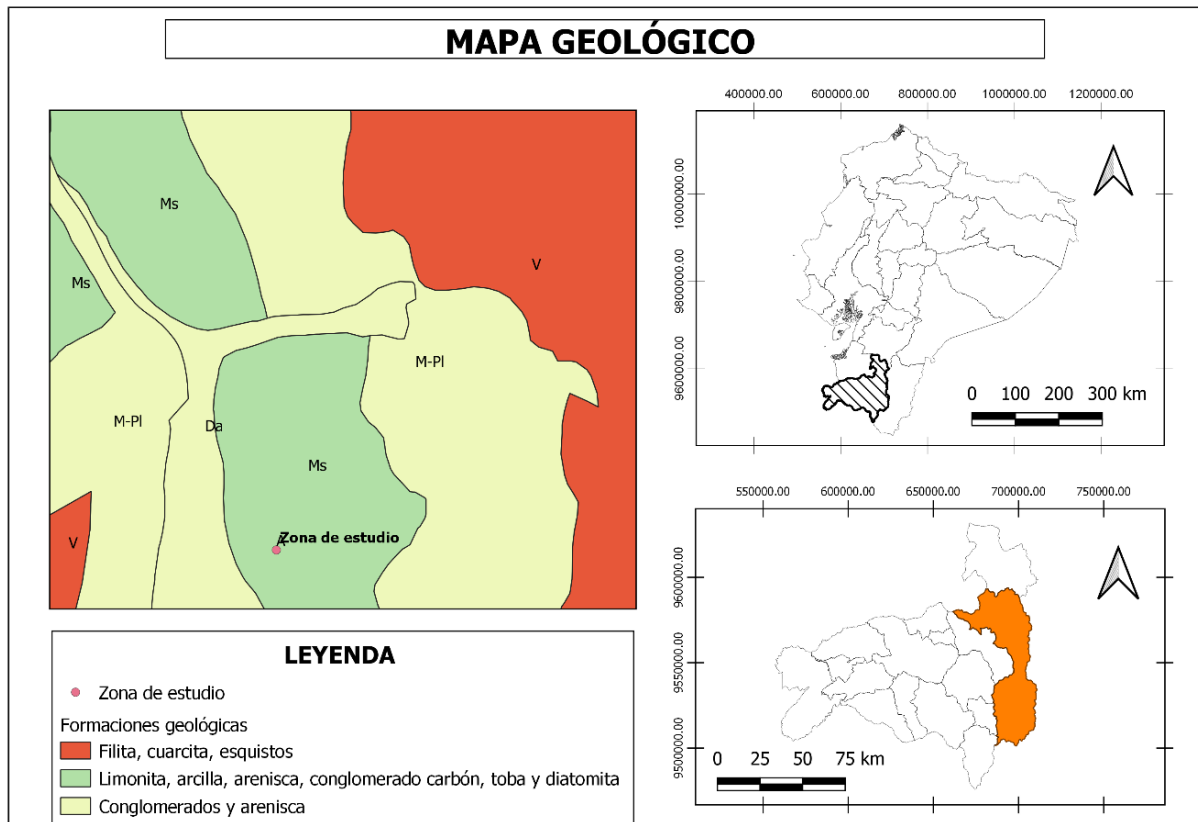 MAPA GEOLÓGICO
Ms
V
Ms
M-Pl
M-Pl
Da
Ms
A
Zona de estudio
V
LEYENDA
Zona de estudio
Formaciones geológicas
Filita, cuarcita, esquistos
Limonita, arcilla, arenisca, conglomerado carbón, toba y diatomita
Conglomerados y arenisca
400000.00 600000.00 800000.00 1000000.00 1200000.00
10000000.00
9800000.00
9600000.00
0 100 200 300 km
550000.00 600000.00 650000.00 700000.00 750000.00
9600000.00
9550000.00
9500000.00
0 25 50 75 km